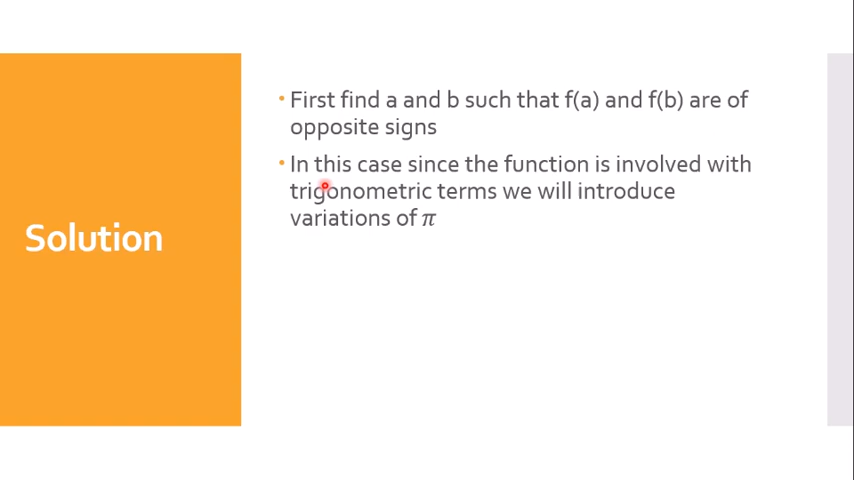 Solution
• First find a and b such that f(a) and f(b) are of
opposite signs
• In this case since the function is involved with
trigonometric terms we will introduce
variations of π